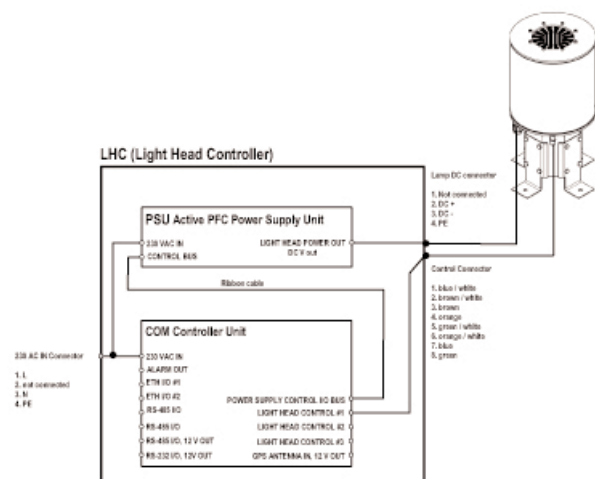 LHC (Light Head Controller)
Lamp DC connector
1. Not connected
2. DC +
3. DC -
4. PE
PSU Active PFC Power Supply Unit
230 VAC IN
CONTROL BUS
LIGHT HEAD POWER OUT
DC V out
Ribbon cable
Control Connector
1. blue / white
2. brown / white
3. brown
4. orange
5. green / white
6. orange / white
7. blue
8. green
COM Controller Unit
230 AC IN Connector
1. L
2. not connected
3. N
4. PE
230 VAC IN
ALARM OUT
ETH I/O #1
ETH I/O #2
RS-485 I/O
RS-485 I/O
RS-485 I/O, 12 V OUT
RS-232 I/O, 12V OUT
POWER SUPPLY CONTROL I/O BUS
LIGHT HEAD CONTROL #1
LIGHT HEAD CONTROL #2
LIGHT HEAD CONTROL #3
GPS ANTENNA IN, 12 V OUT